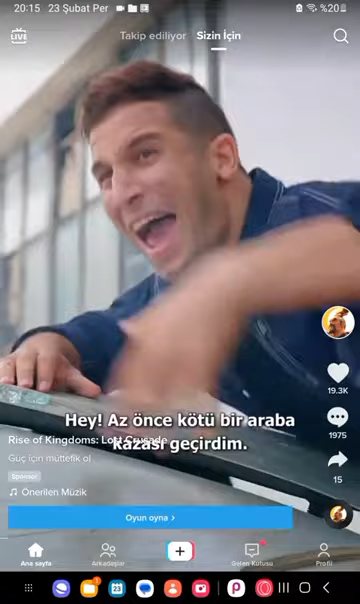 20:15 23 Şubat Per %20
LIVE
Takip ediliyor Sizin İçin
19.3K
1975
15
Hey! Az önce kötü bir araba
kazası geçirdim.
Rise of Kingdoms: Lost Crusade
Güç için müttefik ol
Sponsor
Önerilen Müzik
Oyun oyna >
Ana sayfa
Arkadaşlar
Gelen Kutusu
Profil
23